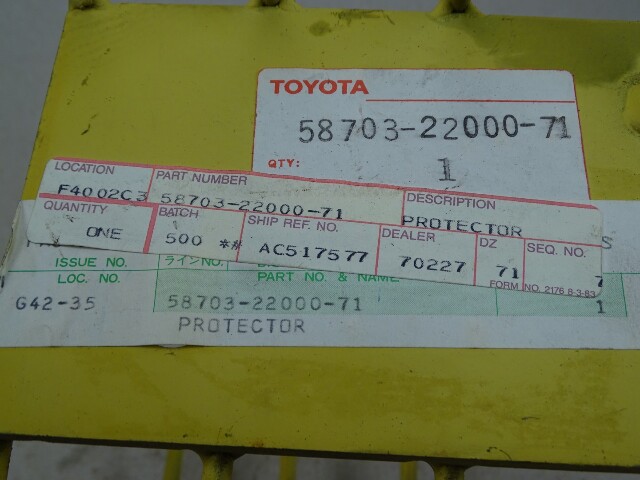 TOYOTA
58703-22000-71
QTY: 1
LOCATION PART NUMBER DESCRIPTION
F4002C3 58703-22000-71 PROTECTOR
QUANTITY BATCH SHIP REF. NO. DEALER DZ SEQ. NO.
ONE 500 ** AC517577 70227 71 7
FORM NO. 2176 8-3-83
ISSUE NO. ラインNO.
LOC. NO. PART NO. & NAME
G42-35 58703-22000-71 1
PROTECTOR